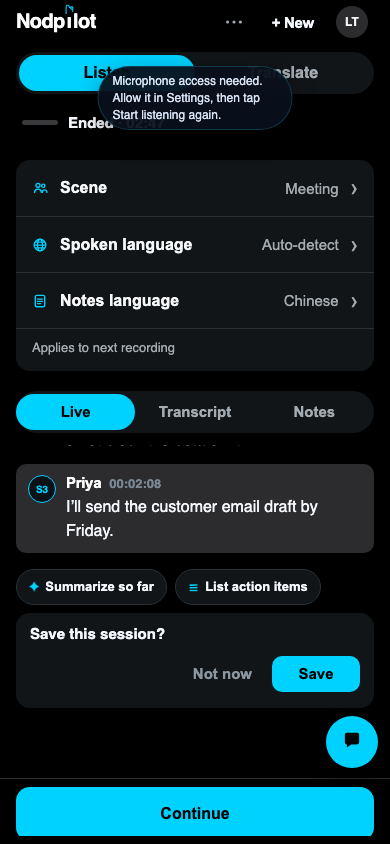 Nodpilot
+ New
LT
Microphone access needed.
Allow it in Settings, then tap
Start listening again.
Ended
Scene
Meeting
Spoken language
Auto-detect
Notes language
Chinese
Applies to next recording
Live
Transcript
Notes
S3
Priya 00:02:08
I’ll send the customer email draft by
Friday.
Summarize so far
List action items
Save this session?
Not now
Save
Continue